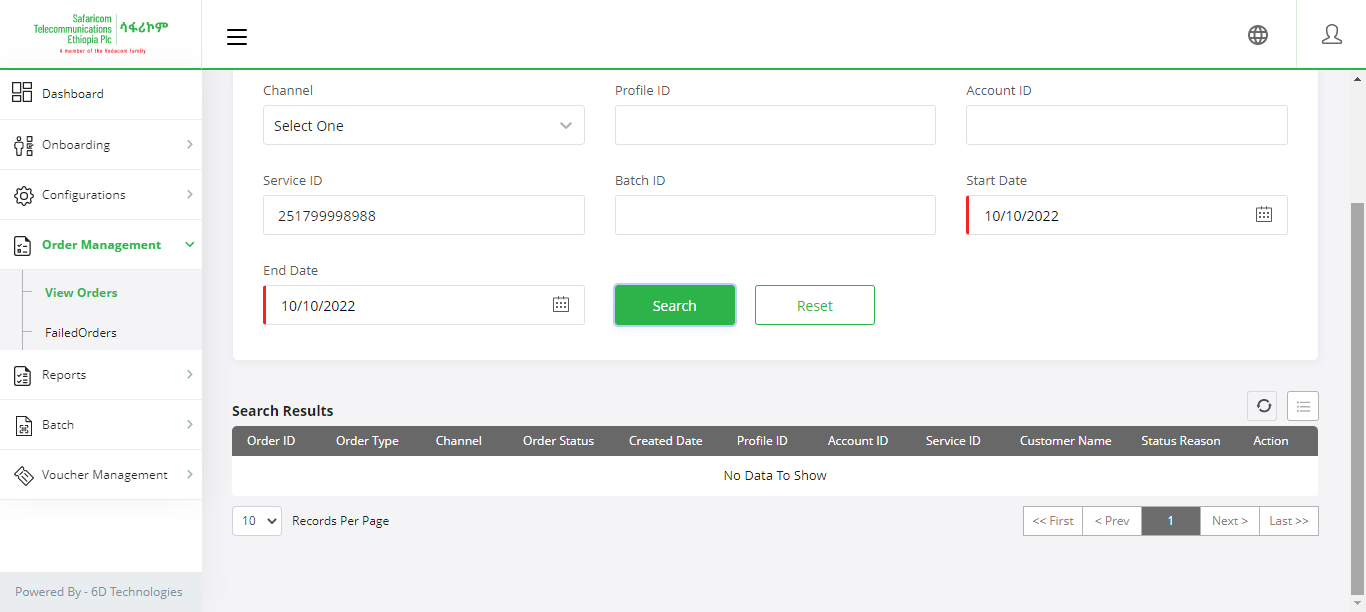 Safaricom
Telecommunications
Ethiopia Plc
ሳፋሪኮም
A member of the Vodacom family
Dashboard
Onboarding
Configurations
Order Management
View Orders
FailedOrders
Reports
Batch
Voucher Management
Powered By - 6D Technologies
Channel Profile ID Account ID
Select One
Service ID Batch ID Start Date
251799998988 10/10/2022
End Date
10/10/2022 Search Reset
Search Results
Order ID Order Type Channel Order Status Created Date Profile ID Account ID Service ID Customer Name Status Reason Action
No Data To Show
10 Records Per Page << First < Prev 1 Next > Last >>